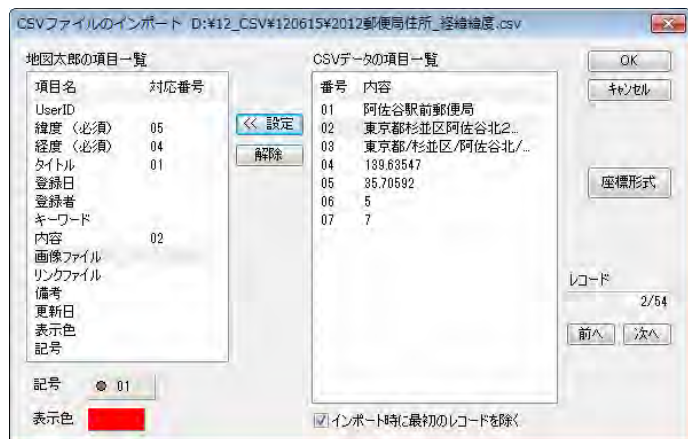 CSVファイルのインポート D:¥12_CSV¥120615¥2012郵便局住所_経緯緯度.csv
地図太郎の項目一覧
項目名 対応番号
UserID
緯度（必須） 05
経度（必須） 04
タイトル 01
登録日
登録者
キーワード
内容 02
画像ファイル
リンクファイル
備考
更新日
表示色
記号
記号 01
表示色
<< 設定
解除
CSVデータの項目一覧
番号 内容
01 阿佐谷駅前郵便局
02 東京都杉並区阿佐谷北2...
03 東京都/杉並区/阿佐谷北/...
04 139.63547
05 35.70592
06 5
07 7
インポート時に最初のレコードを除く
OK
キャンセル
座標形式
レコード
2/54
前へ 次へ